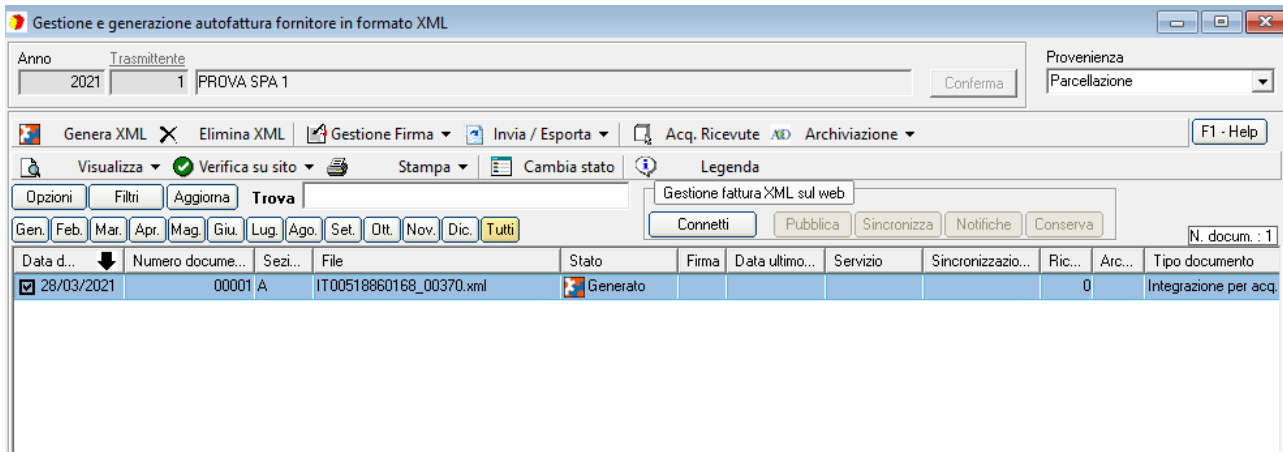 Gestione e generazione autofattura fornitore in formato XML
Anno Trasmittente Provenienza
2021 1 PROVA SPA 1 Conferma Parcellazione
Genera XML Elimina XML Gestione Firma Invia / Esporta Acq. Ricevute Archiviazione F1 - Help
Visualizza Verifica su sito Stampa Cambia stato Legenda
Opzioni Filtri Aggiorna Trova Gestione fattura XML sul web
Gen. Feb. Mar. Apr. Mag. Giu. Lug. Ago. Set. Ott. Nov. Dic. Tutti Connetti Pubblica Sincronizza Notifiche Conserva N. docum. : 1
Data d... Numero docume... Sezi... File Stato Firma Data ultimo... Servizio Sincronizzazio... Ric... Arc... Tipo documento
28/03/2021 00001 A IT00518860168_00370.xml Generato 0 Integrazione per acq.